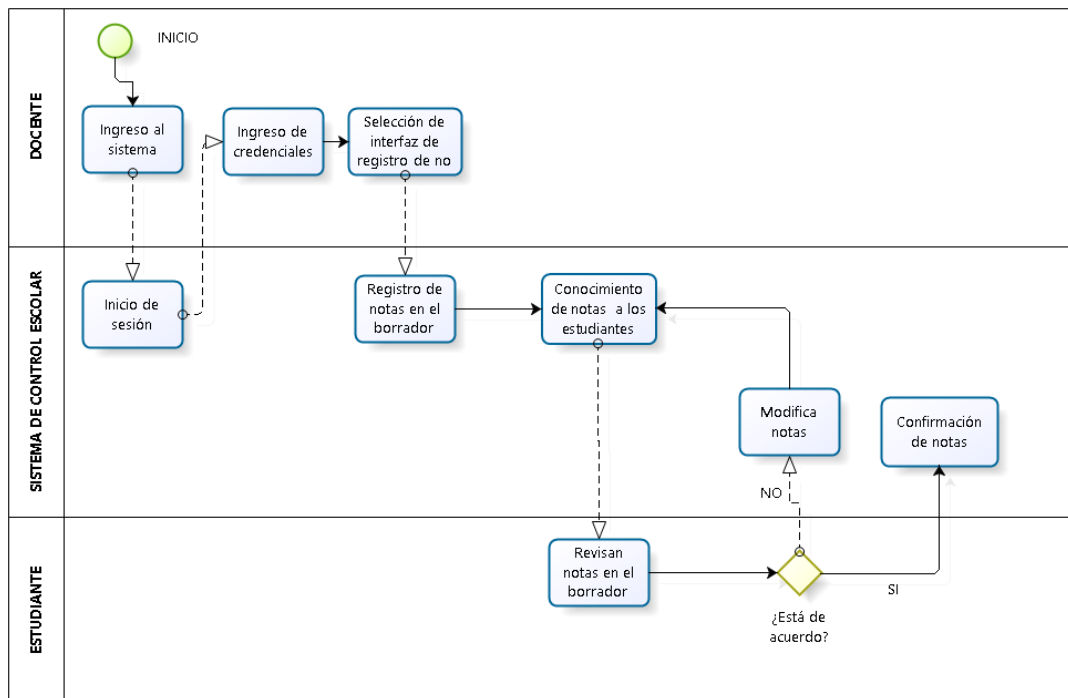 DOCENTE
INICIO
Ingreso al
sistema
Ingreso de
credenciales
Selección de
interfaz de
registro de no
SISTEMA DE CONTROL ESCOLAR
Inicio de
sesión
Registro de
notas en el
borrador
Conocimiento
de notas a los
estudiantes
Modifica
notas
Confirmación
de notas
NO
ESTUDIANTE
Revisan
notas en el
borrador
¿Está de
acuerdo?
SI